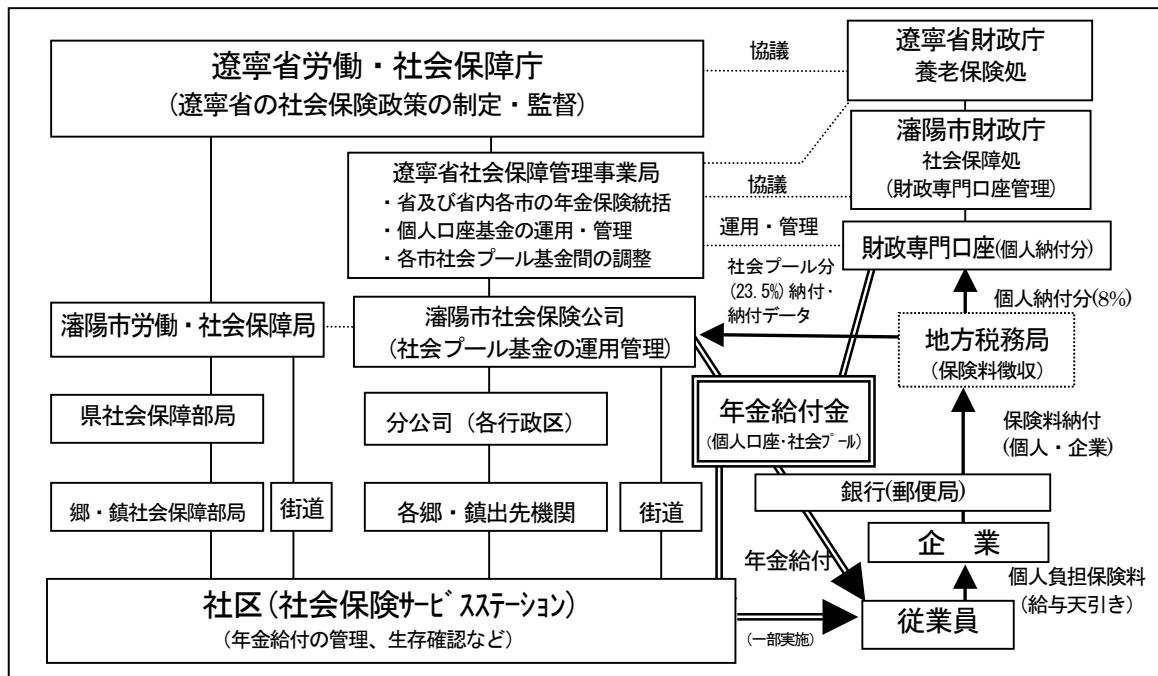 遼寧省労働・社会保障庁
(遼寧省の社会保険政策の制定・監督)
協議
遼寧省財政庁
養老保険処
瀋陽市財政庁
社会保障処
(財政専門口座管理)
遼寧省社会保障管理事業局
・省及び省内各市の年金保険統括
・個人口座基金の運用・管理
・各市社会プール基金間の調整
協議
運用・管理
財政専門口座(個人納付分)
社会プール分
(23.5%)納付・
納付データ
個人納付分(8%)
瀋陽市労働・社会保障局
瀋陽市社会保険公司
(社会プール基金の運用管理)
地方税務局
(保険料徴収)
県社会保障部局
分公司（各行政区）
年金給付金
(個人口座・社会ﾌﾟｰﾙ)
保険料納付
(個人・企業)
郷・鎮社会保障部局
街道
各郷・鎮出先機関
街道
銀行(郵便局)
企　業
年金給付
個人負担保険料
(給与天引き)
社区(社会保険ｻｰﾋﾞｽｽﾃｰｼｮﾝ)
(年金給付の管理、生存確認など)
(一部実施)
従業員